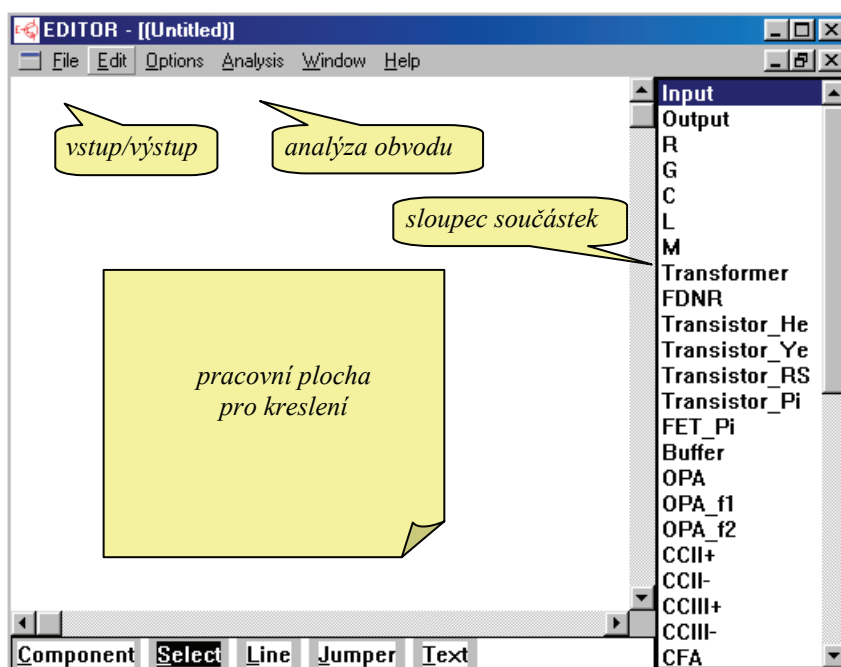 EDITOR - [(Untitled)]
File Edit Options Analysis Window Help
vstup/výstup
analýza obvodu
sloupec součástek
pracovní plocha
pro kreslení
Input
Output
R
G
C
L
M
Transformer
FDNR
Transistor_He
Transistor_Ye
Transistor_RS
Transistor_Pi
FET_Pi
Buffer
OPA
OPA_f1
OPA_f2
CCII+
CCII-
CCIII+
CCIII-
CFA
Component Select Line Jumper Text